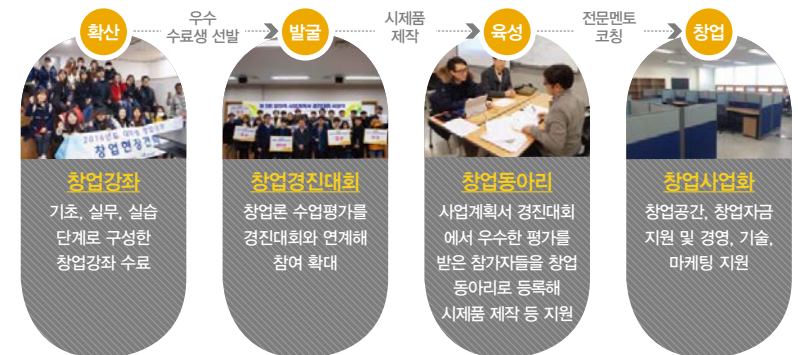 확산
우수
수료생 선발
발굴
시제품
제작
육성
전문멘토
코칭
창업
창업현장견학
창업강좌
기초, 실무, 실습
단계로 구성한
창업강좌 수료
창업경진대회
창업론 수업평가를
경진대회와 연계해
참여 확대
창업동아리
사업계획서 경진대회
에서 우수한 평가를
받은 참가자들을 창업
동아리로 등록해
시제품 제작 등 지원
창업사업화
창업공간, 창업자금
지원 및 경영, 기술,
마케팅 지원